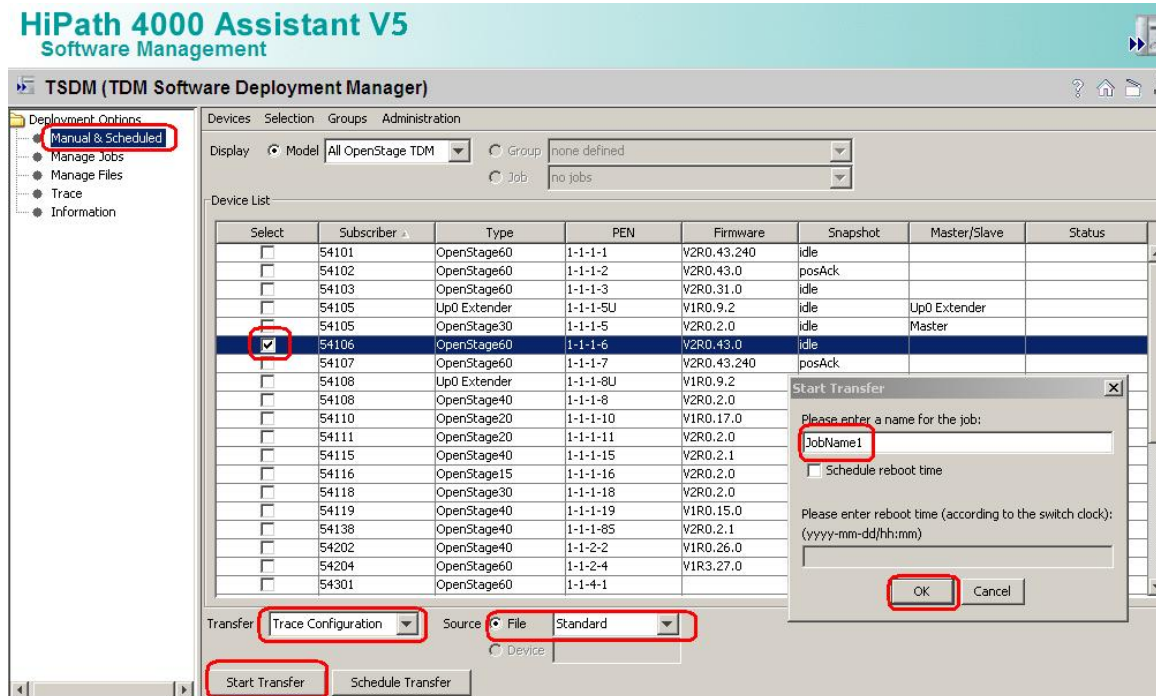 HiPath 4000 Assistant V5
Software Management
TSDM (TDM Software Deployment Manager)
Deployment Options
Manual & Scheduled
Manage Jobs
Manage Files
Trace
Information
Devices Selection Groups Administration
Display Model All OpenStage TDM Group none defined
Job no jobs
Device List
Select Subscriber Type PEN Firmware Snapshot Master/Slave Status
54101 OpenStage60 1-1-1-1 V2R0.43.240 idle
54102 OpenStage60 1-1-1-2 V2R0.43.0 posAck
54103 OpenStage60 1-1-1-3 V2R0.31.0 idle
54105 Up0 Extender 1-1-1-5U V1R0.9.2 idle Up0 Extender
54105 OpenStage30 1-1-1-5 V2R0.2.0 idle Master
54106 OpenStage60 1-1-1-6 V2R0.43.0 idle
54107 OpenStage60 1-1-1-7 V2R0.43.240 posAck
54108 Up0 Extender 1-1-1-8U V1R0.9.2
54108 OpenStage40 1-1-1-8 V2R0.2.0
54110 OpenStage20 1-1-1-10 V1R0.17.0
54111 OpenStage20 1-1-1-11 V2R0.2.0
54115 OpenStage40 1-1-1-15 V2R0.2.1
54116 OpenStage15 1-1-1-16 V2R0.2.0
54118 OpenStage30 1-1-1-18 V2R0.2.0
54119 OpenStage40 1-1-1-19 V1R0.15.0
54138 OpenStage40 1-1-1-85 V2R0.2.1
54202 OpenStage40 1-1-2-2 V1R0.26.0
54204 OpenStage60 1-1-2-4 V1R3.27.0
54301 OpenStage60 1-1-4-1
Start Transfer
Please enter a name for the job:
JobName1
Schedule reboot time
Please enter reboot time (according to the switch clock):
(yyyy-mm-dd/hh:mm)
OK Cancel
Transfer Trace Configuration Source File Standard
Device
Start Transfer Schedule Transfer